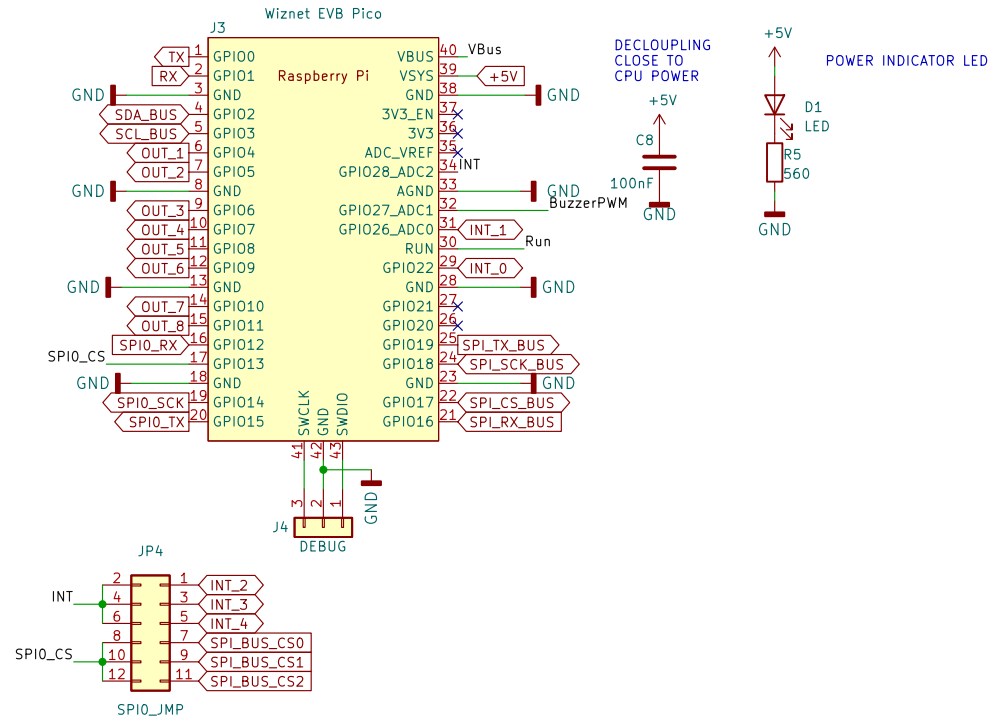 Wiznet EVB Pico
J3
Raspberry Pi
TX 1 GPIO0
RX 2 GPIO1
GND 3 GND
SDA_BUS 4 GPIO2
SCL_BUS 5 GPIO3
OUT_1 6 GPIO4
OUT_2 7 GPIO5
GND 8 GND
OUT_3 9 GPIO6
OUT_4 10 GPIO7
OUT_5 11 GPIO8
OUT_6 12 GPIO9
GND 13 GND
OUT_7 14 GPIO10
OUT_8 15 GPIO11
SPI0_RX 16 GPIO12
SPI0_CS 17 GPIO13
GND 18 GND
SPI0_SCK 19 GPIO14
SPI0_TX 20 GPIO15
VBUS 40 VBus
VSYS 39 +5V
GND 38 GND
3V3_EN 37
3V3 36
ADC_VREF 35
GPIO28_ADC2 34 INT
AGND 33 GND
GPIO27_ADC1 32 BuzzerPWM
GPIO26_ADC0 31 INT_1
RUN 30 Run
GPIO22 29 INT_0
GND 28 GND
GPIO21 27
GPIO20 26
GPIO19 25 SPI_TX_BUS
GPIO18 24 SPI_SCK_BUS
GND 23 GND
GPIO17 22 SPI_CS_BUS
GPIO16 21 SPI_RX_BUS
SWCLK GND SWDIO
41 42 43
GND
3 2 1
J4
DEBUG
DECLOUPLING
CLOSE TO
CPU POWER
+5V
C8
100nF
GND
+5V
POWER INDICATOR LED
D1
LED
R5
560
GND
JP4
2 1 INT_2
INT 4 3 INT_3
6 5 INT_4
8 7 SPI_BUS_CS0
SPI0_CS 10 9 SPI_BUS_CS1
12 11 SPI_BUS_CS2
SPI0_JMP